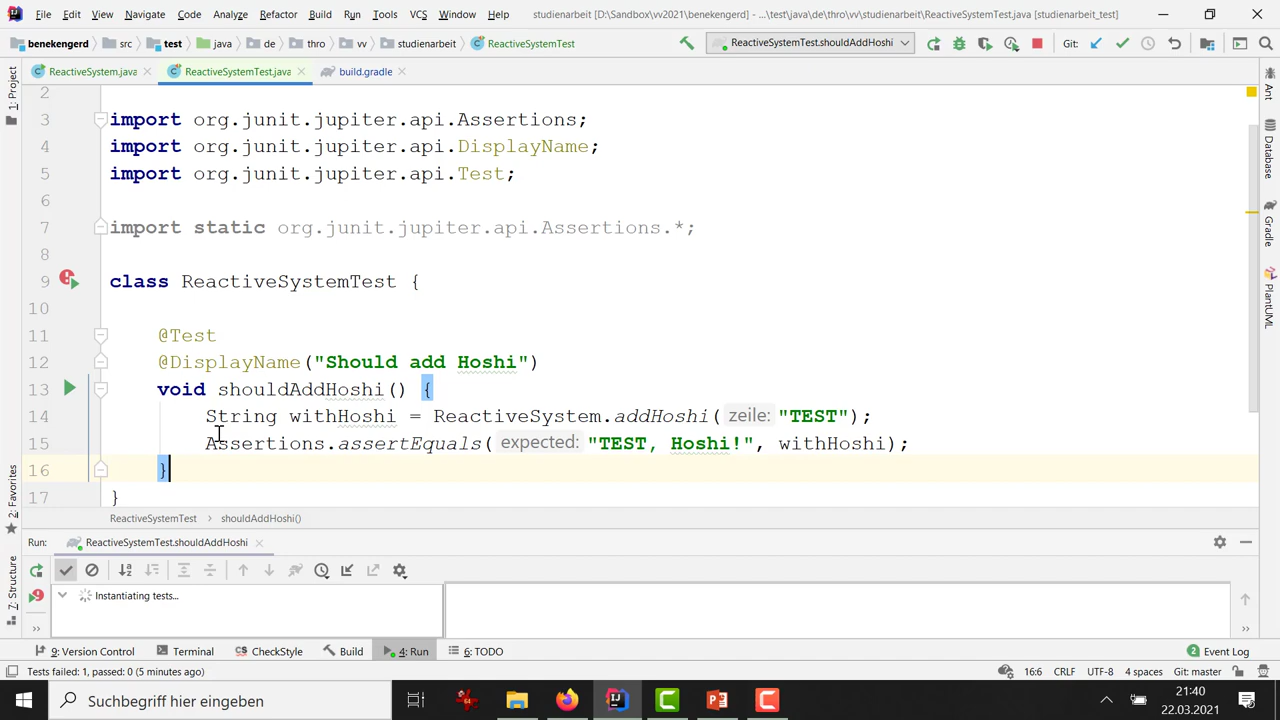 File Edit View Navigate Code Analyze Refactor Build Run Tools VCS Window Help studienarbeit [D:\Sandbox\vv2021\benekengerd] - ...\test\java\de\thro\vv\studienarbeit\ReactiveSystemTest.java [studienarbeit_test]
benekengerd src test java de thro vv studienarbeit ReactiveSystemTest ReactiveSystemTest.shouldAddHoshi Git:
ReactiveSystem.java ReactiveSystemTest.java build.gradle
1: Project
2: Favorites
7: Structure
Ant
Database
Gradle
PlantUML
2
3 import org.junit.jupiter.api.Assertions;
4 import org.junit.jupiter.api.DisplayName;
5 import org.junit.jupiter.api.Test;
6
7 import static org.junit.jupiter.api.Assertions.*;
8
9 class ReactiveSystemTest {
10
11 @Test
12 @DisplayName("Should add Hoshi")
13 void shouldAddHoshi() {
14 String withHoshi = ReactiveSystem.addHoshi( zeile: "TEST");
15 Assertions.assertEquals( expected: "TEST, Hoshi!", withHoshi);
16 }
17 }
ReactiveSystemTest shouldAddHoshi()
Run: ReactiveSystemTest.shouldAddHoshi
Instantiating tests...
9: Version Control Terminal CheckStyle Build 4: Run 6: TODO 2 Event Log
Tests failed: 1, passed: 0 (5 minutes ago) 16:6 CRLF UTF-8 4 spaces Git: master
Suchbegriff hier eingeben 21:40
22.03.2021